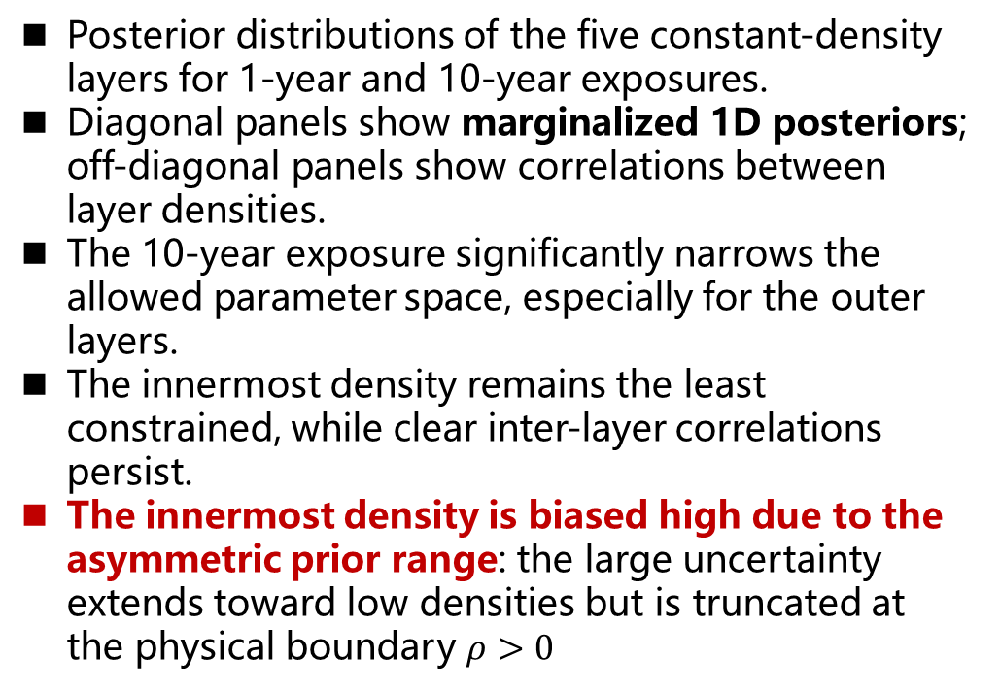 ■ Posterior distributions of the five constant-density
layers for 1-year and 10-year exposures.
■ Diagonal panels show marginalized 1D posteriors;
off-diagonal panels show correlations between
layer densities.
■ The 10-year exposure significantly narrows the
allowed parameter space, especially for the outer
layers.
■ The innermost density remains the least
constrained, while clear inter-layer correlations
persist.
■ The innermost density is biased high due to the
asymmetric prior range: the large uncertainty
extends toward low densities but is truncated at
the physical boundary 𝜌 > 0